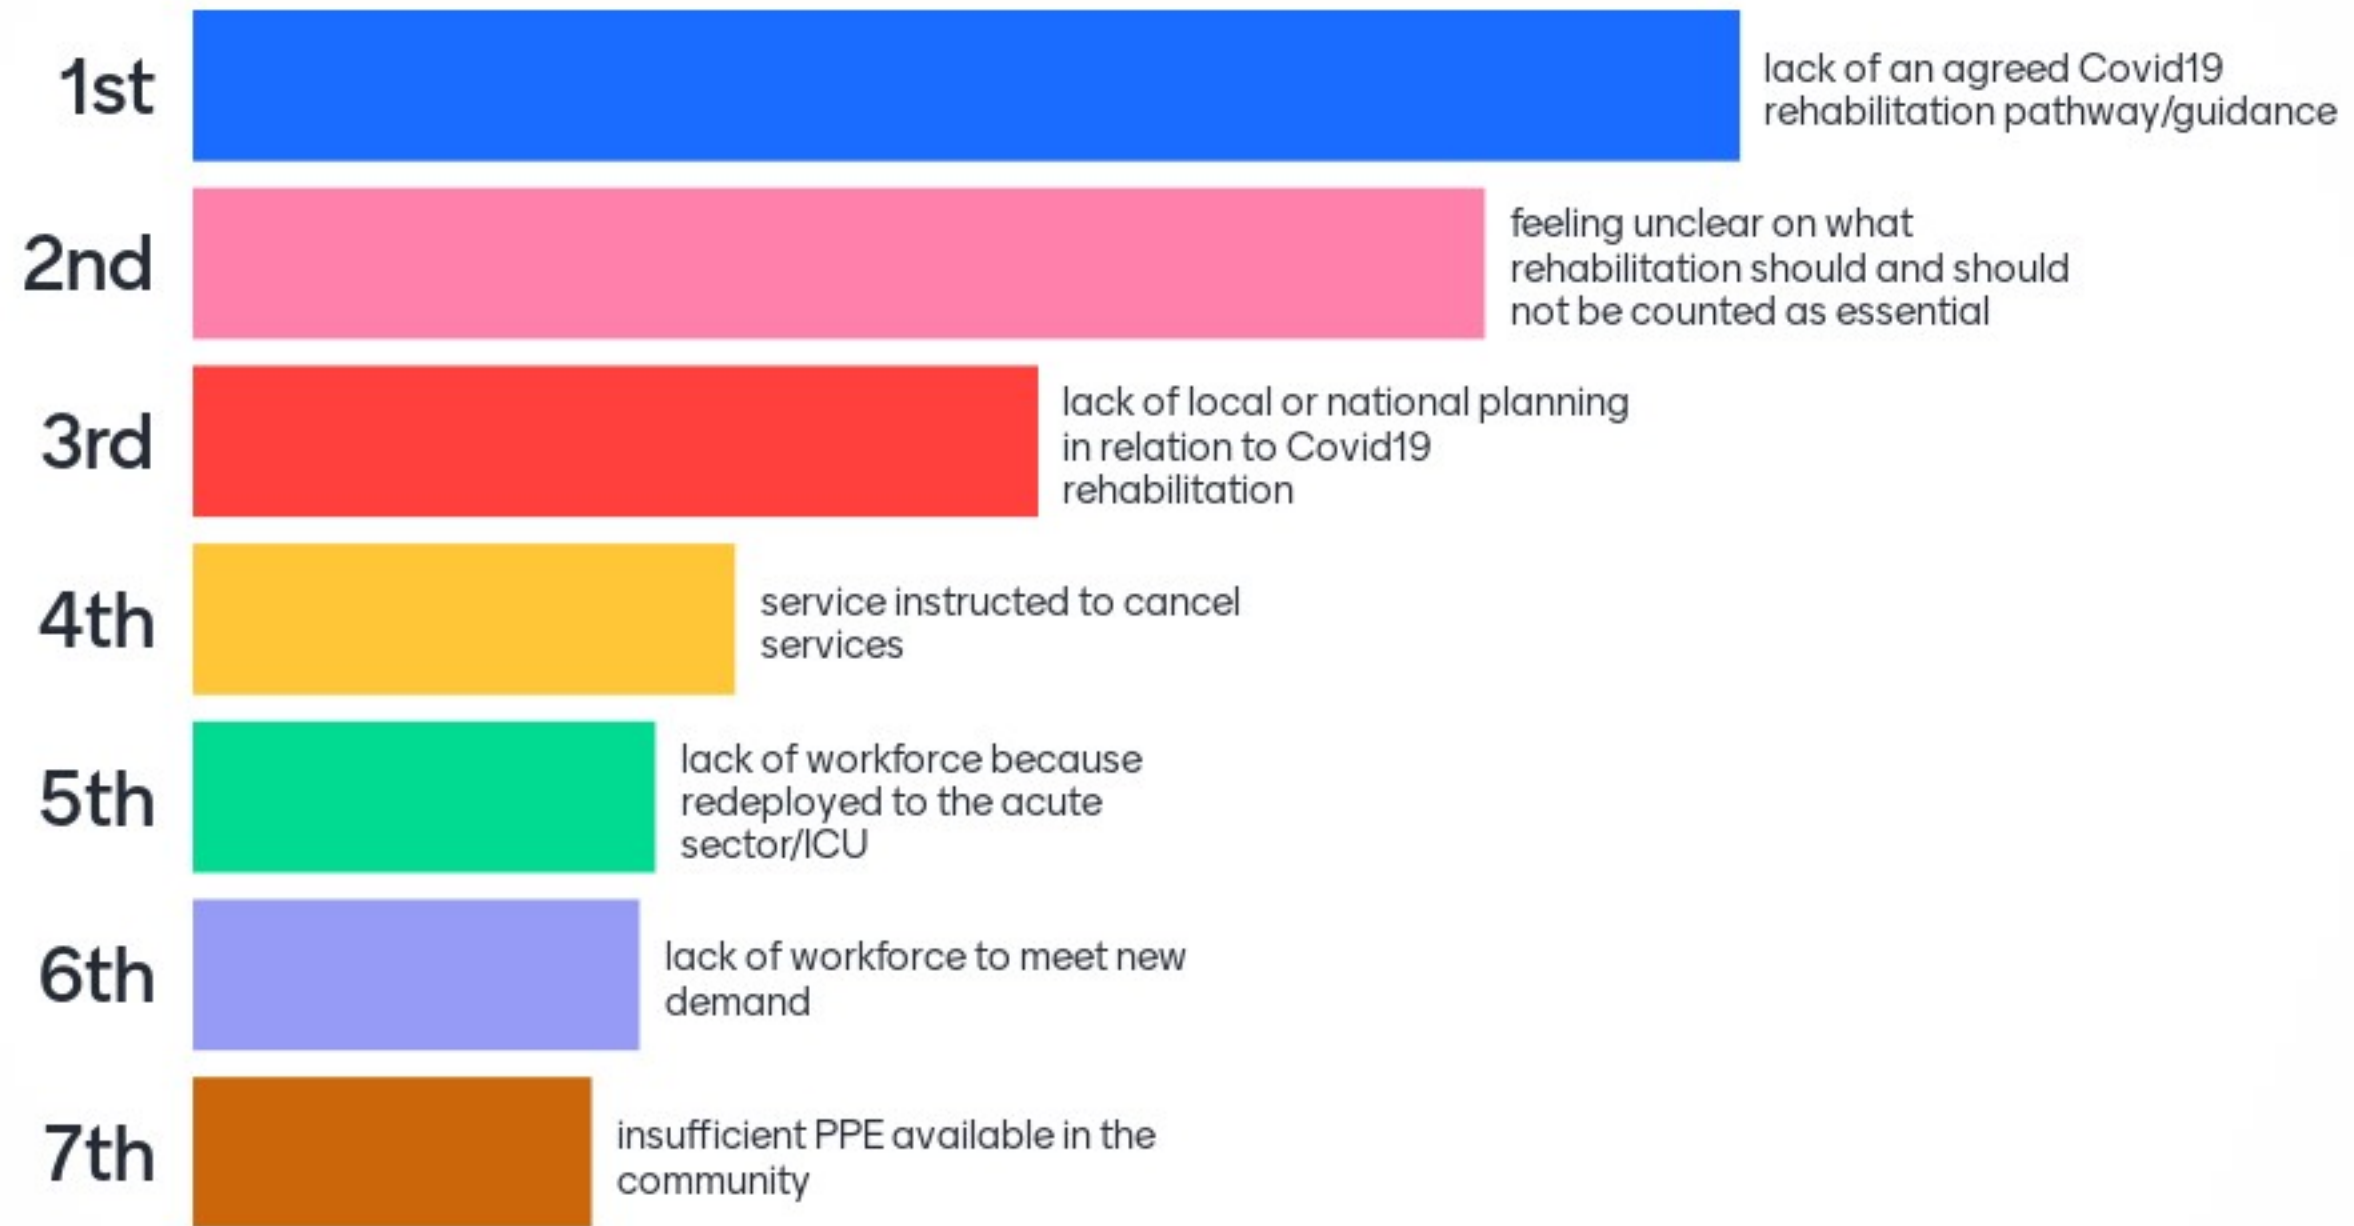 1st
lack of an agreed Covid19
rehabilitation pathway/guidance
2nd
feeling unclear on what
rehabilitation should and should
not be counted as essential
3rd
lack of local or national planning
in relation to Covid19
rehabilitation
4th
service instructed to cancel
services
5th
lack of workforce because
redeployed to the acute
sector/ICU
6th
lack of workforce to meet new
demand
7th
insufficient PPE available in the
community